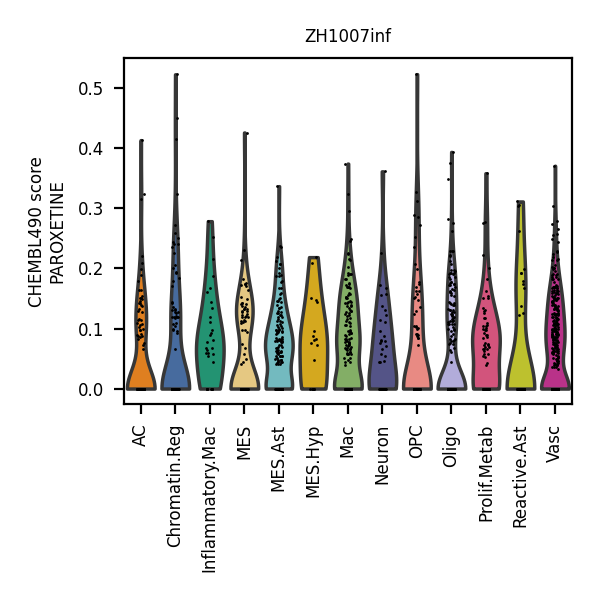 ZH1007inf
CHEMBL490 score
PAROXETINE
0.5
0.4
0.3
0.2
0.1
0.0
AC
Chromatin.Reg
Inflammatory.Mac
MES
MES.Ast
MES.Hyp
Mac
Neuron
OPC
Oligo
Prolif.Metab
Reactive.Ast
Vasc